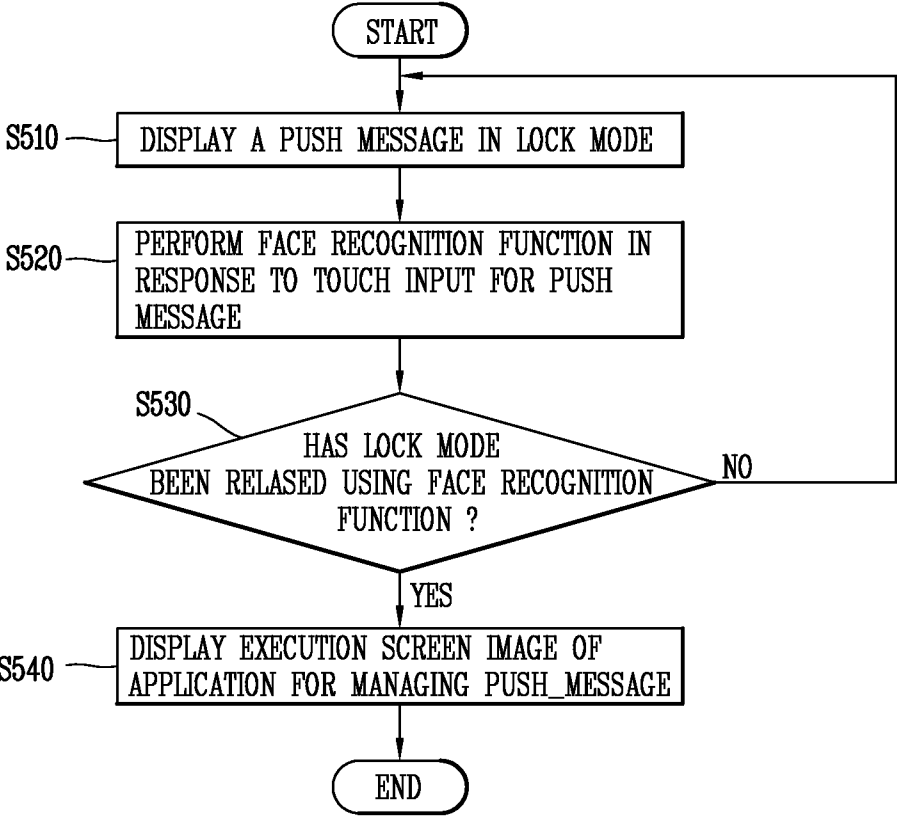 START
S510
DISPLAY A PUSH MESSAGE IN LOCK MODE
S520
PERFORM FACE RECOGNITION FUNCTION IN
RESPONSE TO TOUCH INPUT FOR PUSH
MESSAGE
S530
HAS LOCK MODE
BEEN RELASED USING FACE RECOGNITION
FUNCTION ?
NO
YES
S540
DISPLAY EXECUTION SCREEN IMAGE OF
APPLICATION FOR MANAGING PUSH_MESSAGE
END